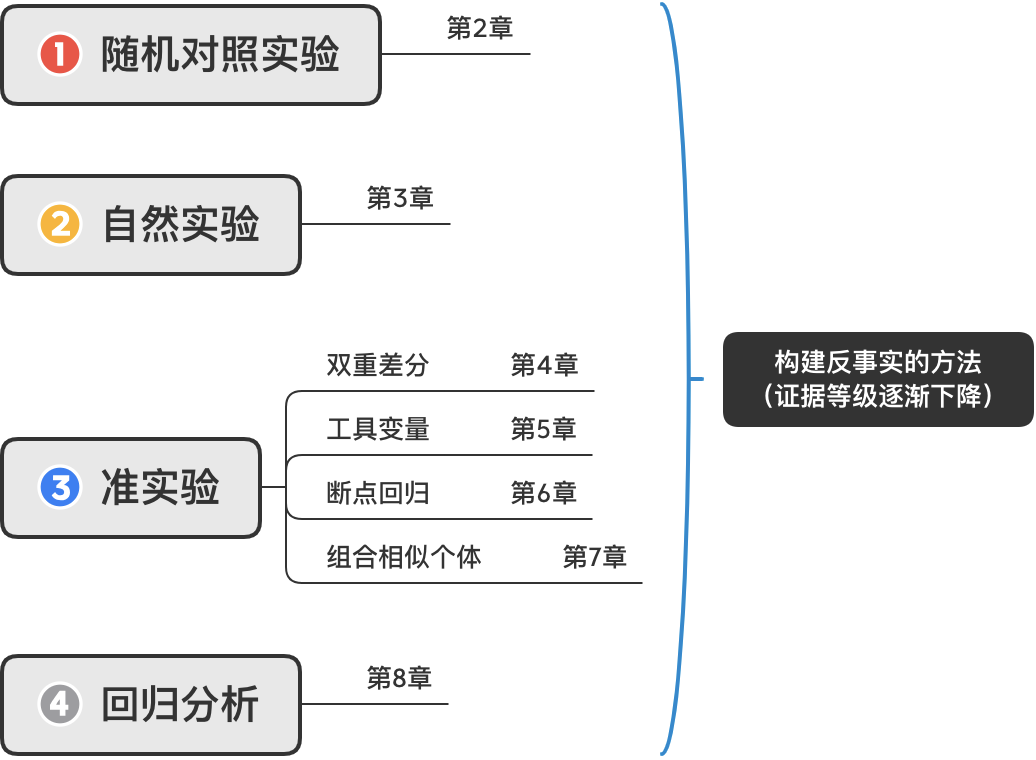 1 随机对照实验 第2章
2 自然实验 第3章
3 准实验
双重差分 第4章
工具变量 第5章
断点回归 第6章
组合相似个体 第7章
4 回归分析 第8章
构建反事实的方法
（证据等级逐渐下降）